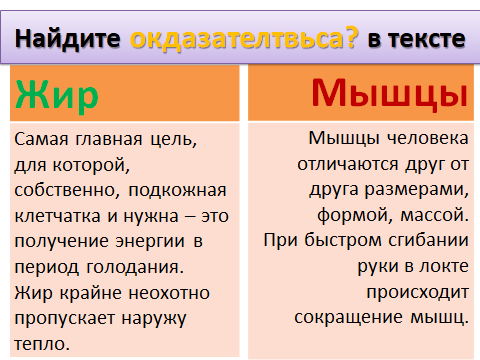 Найдите окдазателтвьса? в тексте
Жир
Самая главная цель,
для которой,
собственно, подкожная
клетчатка и нужна – это
получение энергии в
период голодания.
Жир крайне неохотно
пропускает наружу
тепло.
Мышцы
Мышцы человека
отличаются друг от
друга размерами,
формой, массой.
При быстром сгибании
руки в локте
происходит
сокращение мышц.